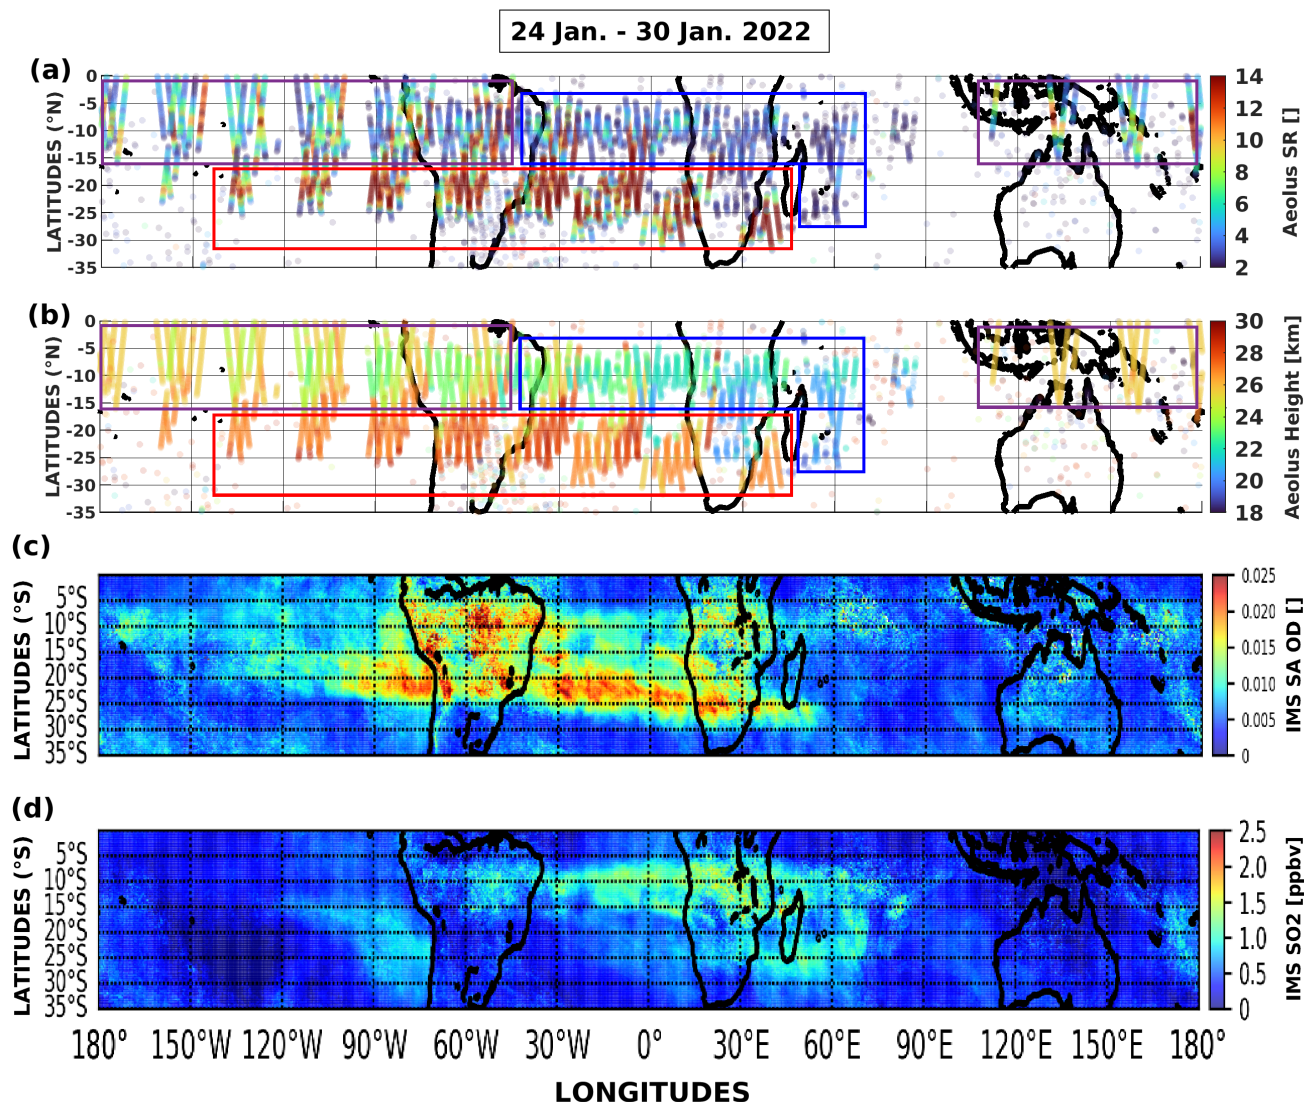 24 Jan. - 30 Jan. 2022
(a)
LATITUDES (°N)
0
-5
-10
-15
-20
-25
-30
-35
14
12
10
8
6
4
2
Aeolus SR []
(b)
LATITUDES (°N)
0
-5
-10
-15
-20
-25
-30
-35
30
28
26
24
22
20
18
Aeolus Height [km]
(c)
LATITUDES (°S)
5°S
10°S
15°S
20°S
25°S
30°S
35°S
0.025
0.020
0.015
0.010
0.005
0
IMS SA OD []
(d)
LATITUDES (°S)
5°S
10°S
15°S
20°S
25°S
30°S
35°S
2.5
2.0
1.5
1.0
0.5
0
IMS SO2 [ppbv]
180° 150°W 120°W 90°W 60°W 30°W 0° 30°E 60°E 90°E 120°E 150°E 180°
LONGITUDES